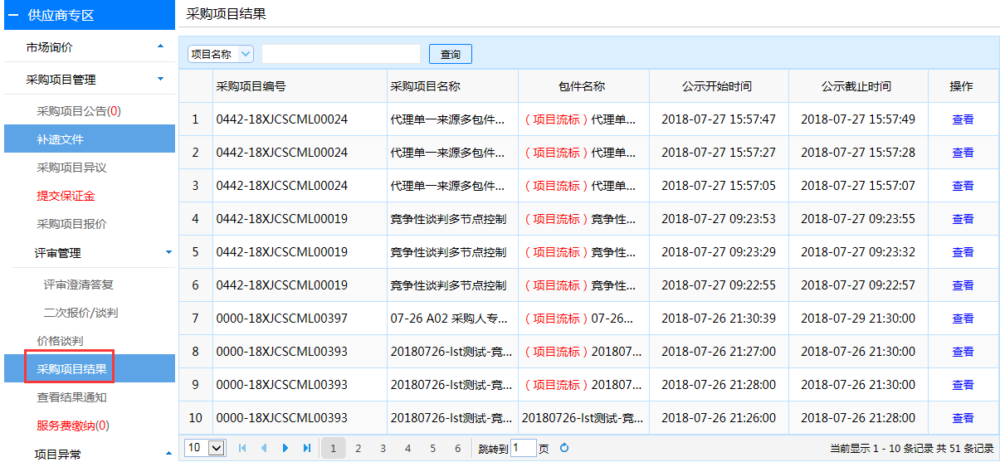 供应商专区
市场询价
采购项目管理
采购项目公告(0)
补遗文件
采购项目异议
提交保证金
采购项目报价
评审管理
评审澄清答复
二次报价/谈判
价格谈判
采购项目结果
查看结果通知
服务费缴纳(0)
项目异常
采购项目结果
项目名称 查询
采购项目编号 采购项目名称 包件名称 公示开始时间 公示截止时间 操作
1 0442-18XJCSCML00024 代理单一来源多包件... （项目流标）代理单... 2018-07-27 15:57:47 2018-07-27 15:57:49 查看
2 0442-18XJCSCML00024 代理单一来源多包件... （项目流标）代理单... 2018-07-27 15:57:27 2018-07-27 15:57:28 查看
3 0442-18XJCSCML00024 代理单一来源多包件... （项目流标）代理单... 2018-07-27 15:57:05 2018-07-27 15:57:07 查看
4 0442-18XJCSCML00019 竞争性谈判多节点控制 （项目流标）竞争性... 2018-07-27 09:23:53 2018-07-27 09:23:55 查看
5 0442-18XJCSCML00019 竞争性谈判多节点控制 （项目流标）竞争性... 2018-07-27 09:23:29 2018-07-27 09:23:32 查看
6 0442-18XJCSCML00019 竞争性谈判多节点控制 （项目流标）竞争性... 2018-07-27 09:22:55 2018-07-27 09:22:57 查看
7 0000-18XJCSCML00397 07-26 A02 采购人专... （项目流标）07-26... 2018-07-26 21:30:39 2018-07-29 21:30:00 查看
8 0000-18XJCSCML00393 20180726-lst测试-竞... （项目流标）201807... 2018-07-26 21:27:00 2018-07-26 21:30:00 查看
9 0000-18XJCSCML00393 20180726-lst测试-竞... （项目流标）201807... 2018-07-26 21:28:00 2018-07-26 21:30:00 查看
10 0000-18XJCSCML00393 20180726-lst测试-竞... 20180726-lst测试-竞... 2018-07-26 21:26:00 2018-07-26 21:28:00 查看
10 1 2 3 4 5 6 跳转到 1 页 当前显示 1 - 10 条记录 共 51 条记录